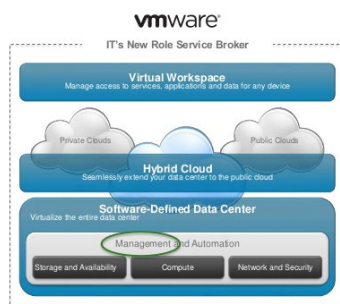 vmware
IT's New Role Service Broker
Virtual Workspace
Manage access to services, applications and data for any device
Private Clouds
Public Clouds
Hybrid Cloud
Seamlessly extend your data center to the public cloud
Software-Defined Data Center
Virtualize the entire data center
Management and Automation
Storage and Availability
Compute
Network and Security